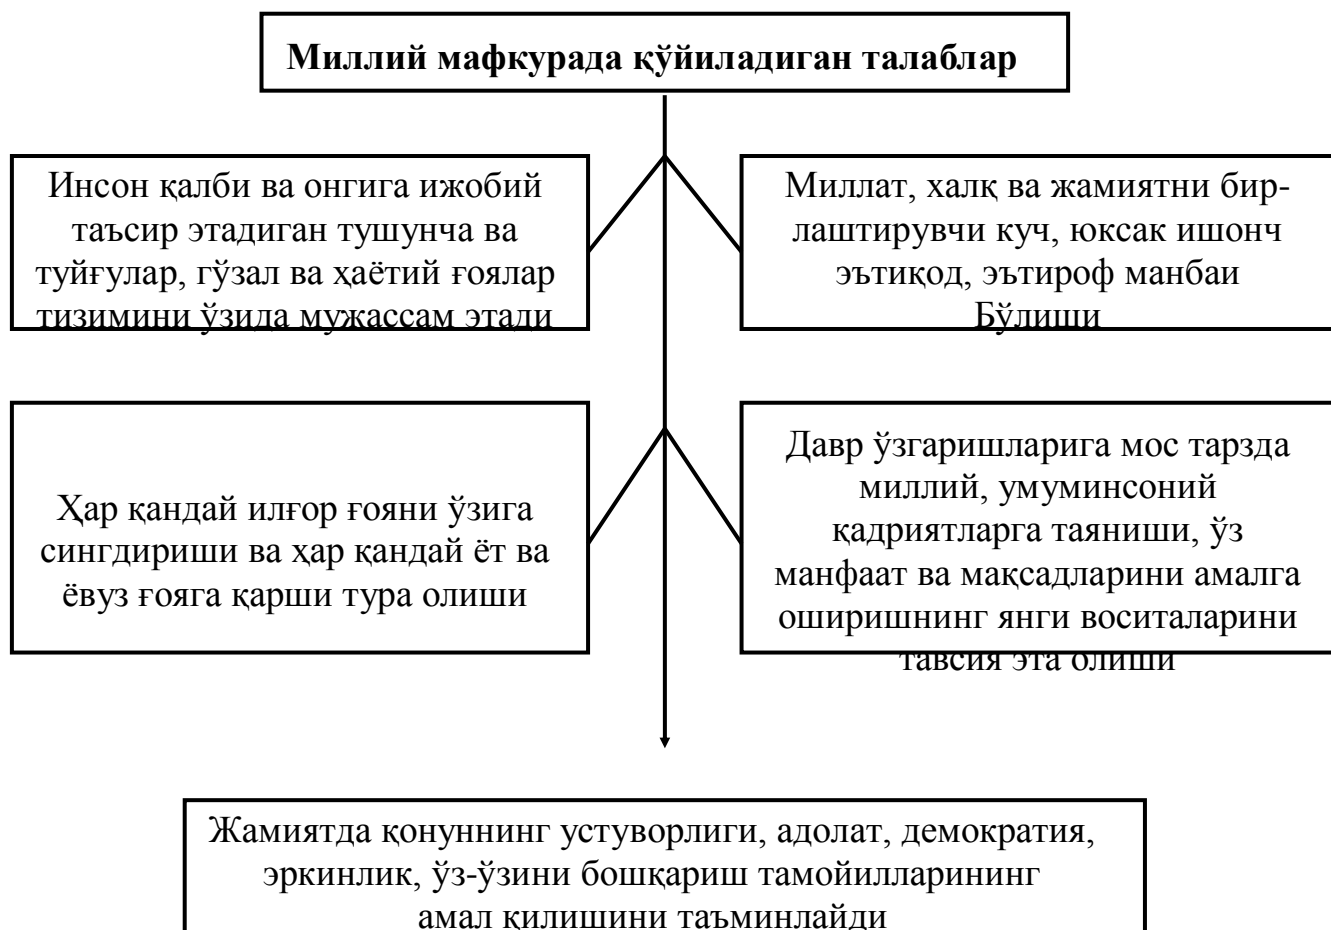 Миллий мафкурада қўйиладиган талаблар
Инсон қалби ва онгига ижобий
таъсир этадиган тушунча ва
туйғулар, гўзал ва ҳаётий ғоялар
тизимини ўзида мужассам этади
Миллат, халқ ва жамиятни бир-
лаштирувчи куч, юксак ишонч
эътиқод, эътироф манбаи
Бўлиши
Ҳар қандай илғор ғояни ўзига
сингдириши ва ҳар қандай ёт ва
ёвуз ғояга қарши тура олиши
Давр ўзгаришларига мос тарзда
миллий, умуминсоний
қадриятларга таяниши, ўз
манфаат ва мақсадларини амалга
оширишнинг янги воситаларини
тавсия эта олиши
Жамиятда қонуннинг устуворлиги, адолат, демократия,
эркинлик, ўз-ўзини бошқариш тамойилларининг
амал қилишини таъминлайди